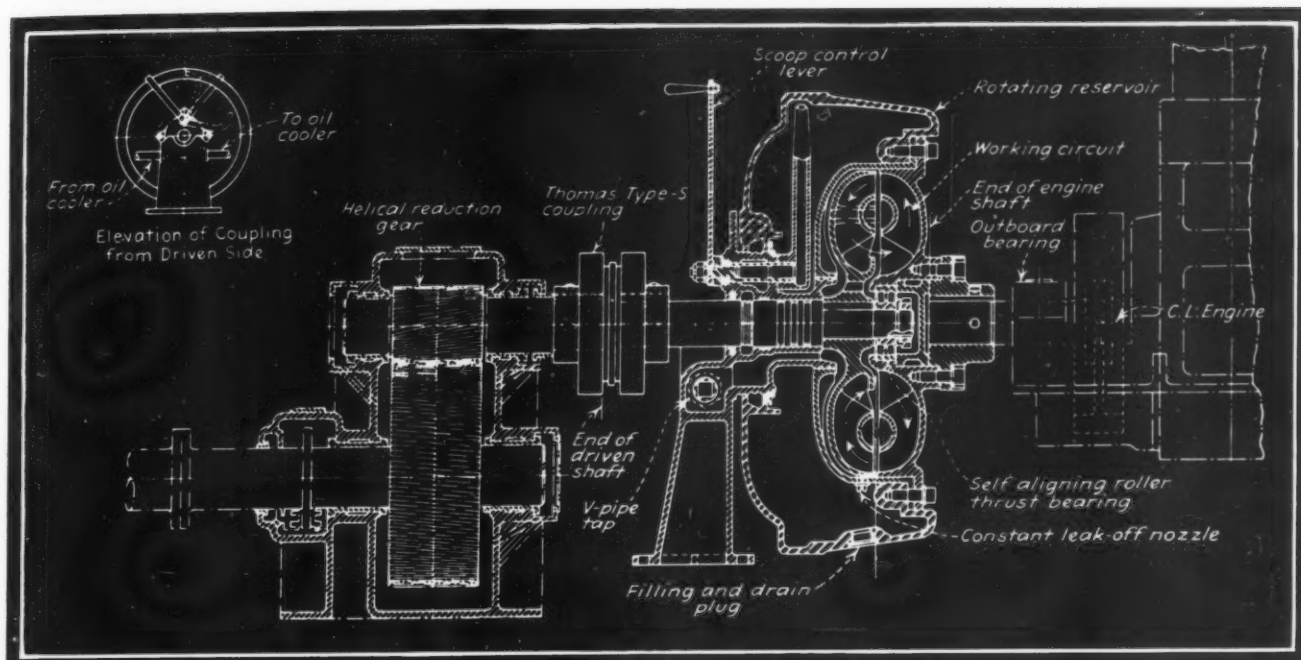 Scoop control
lever
Rotating reservoir
To oil
cooler
Working circuit
From oil
cooler
Thomas Type-S
coupling
End of engine
shaft
Helical reduction
gear
Outboard
bearing
Elevation of Coupling
from Driven Side
C.L. Engine
End of
driven
shaft
Self aligning roller
thrust bearing
V-pipe
tap
Constant leak-off nozzle
Filling and drain
plug